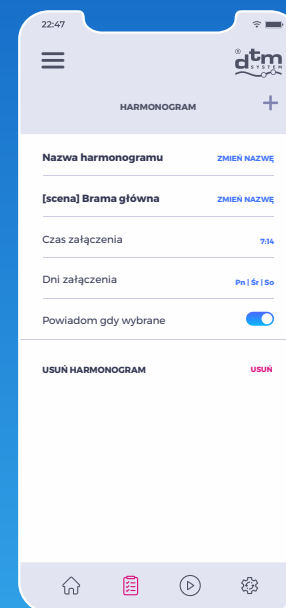 22:47
dtm
SYSTEM
HARMONOGRAM
Nazwa harmonogramu ZMIEŃ NAZWĘ
[scena] Brama główna ZMIEŃ NAZWĘ
Czas załączenia 7:14
Dni załączenia Pn | Śr | So
Powiadom gdy wybrane
USUŃ HARMONOGRAM USUŃ